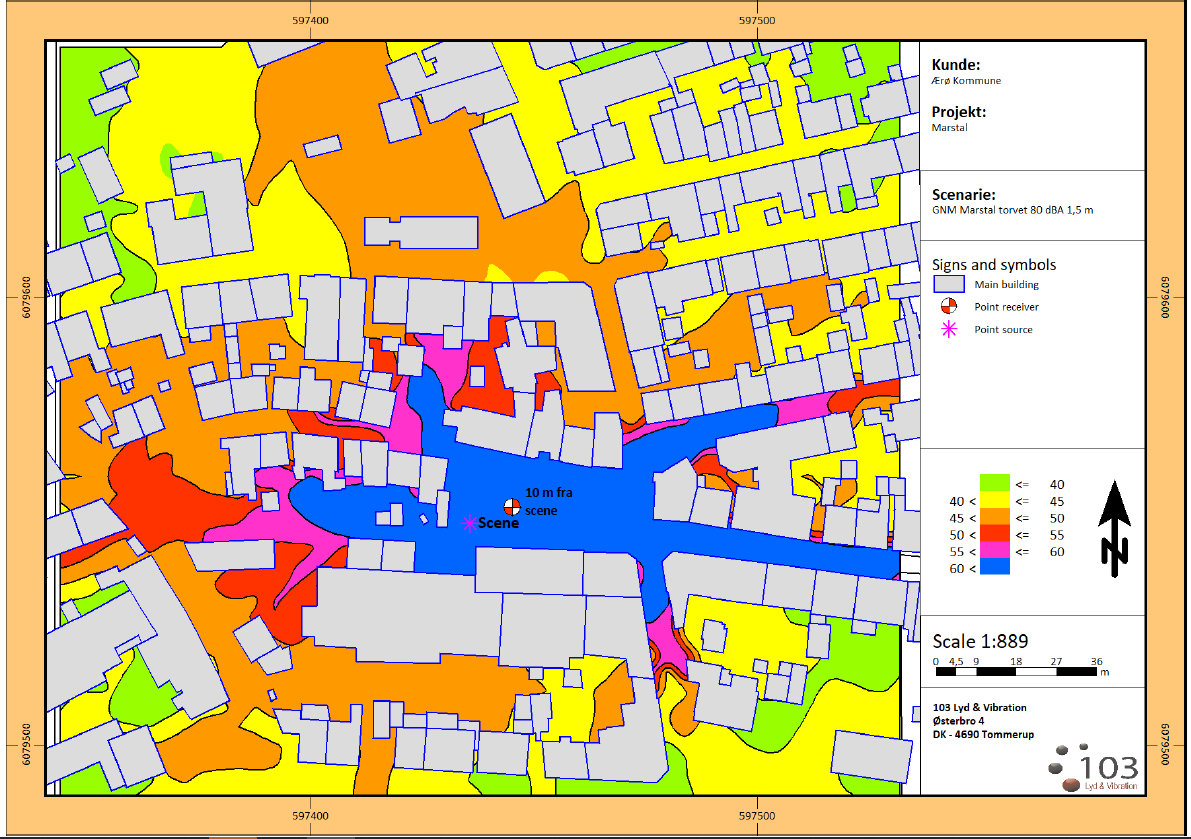 597400
597500
6079600
6079600
6079500
6079500
597400
597500
10 m fra
scene
Scene
Kunde:
Ærø Kommune
Projekt:
Marstal
Scenarie:
GNM Marstal torvet 80 dBA 1,5 m
Signs and symbols
Main building
Point receiver
Point source
<= 40
40 < <= 45
45 < <= 50
50 < <= 55
55 < <= 60
60 <
N
Scale 1:889
0 4,5 9 18 27 36
m
103 Lyd & Vibration
Østerbro 4
DK - 4690 Tommerup
103
Lyd & Vibration